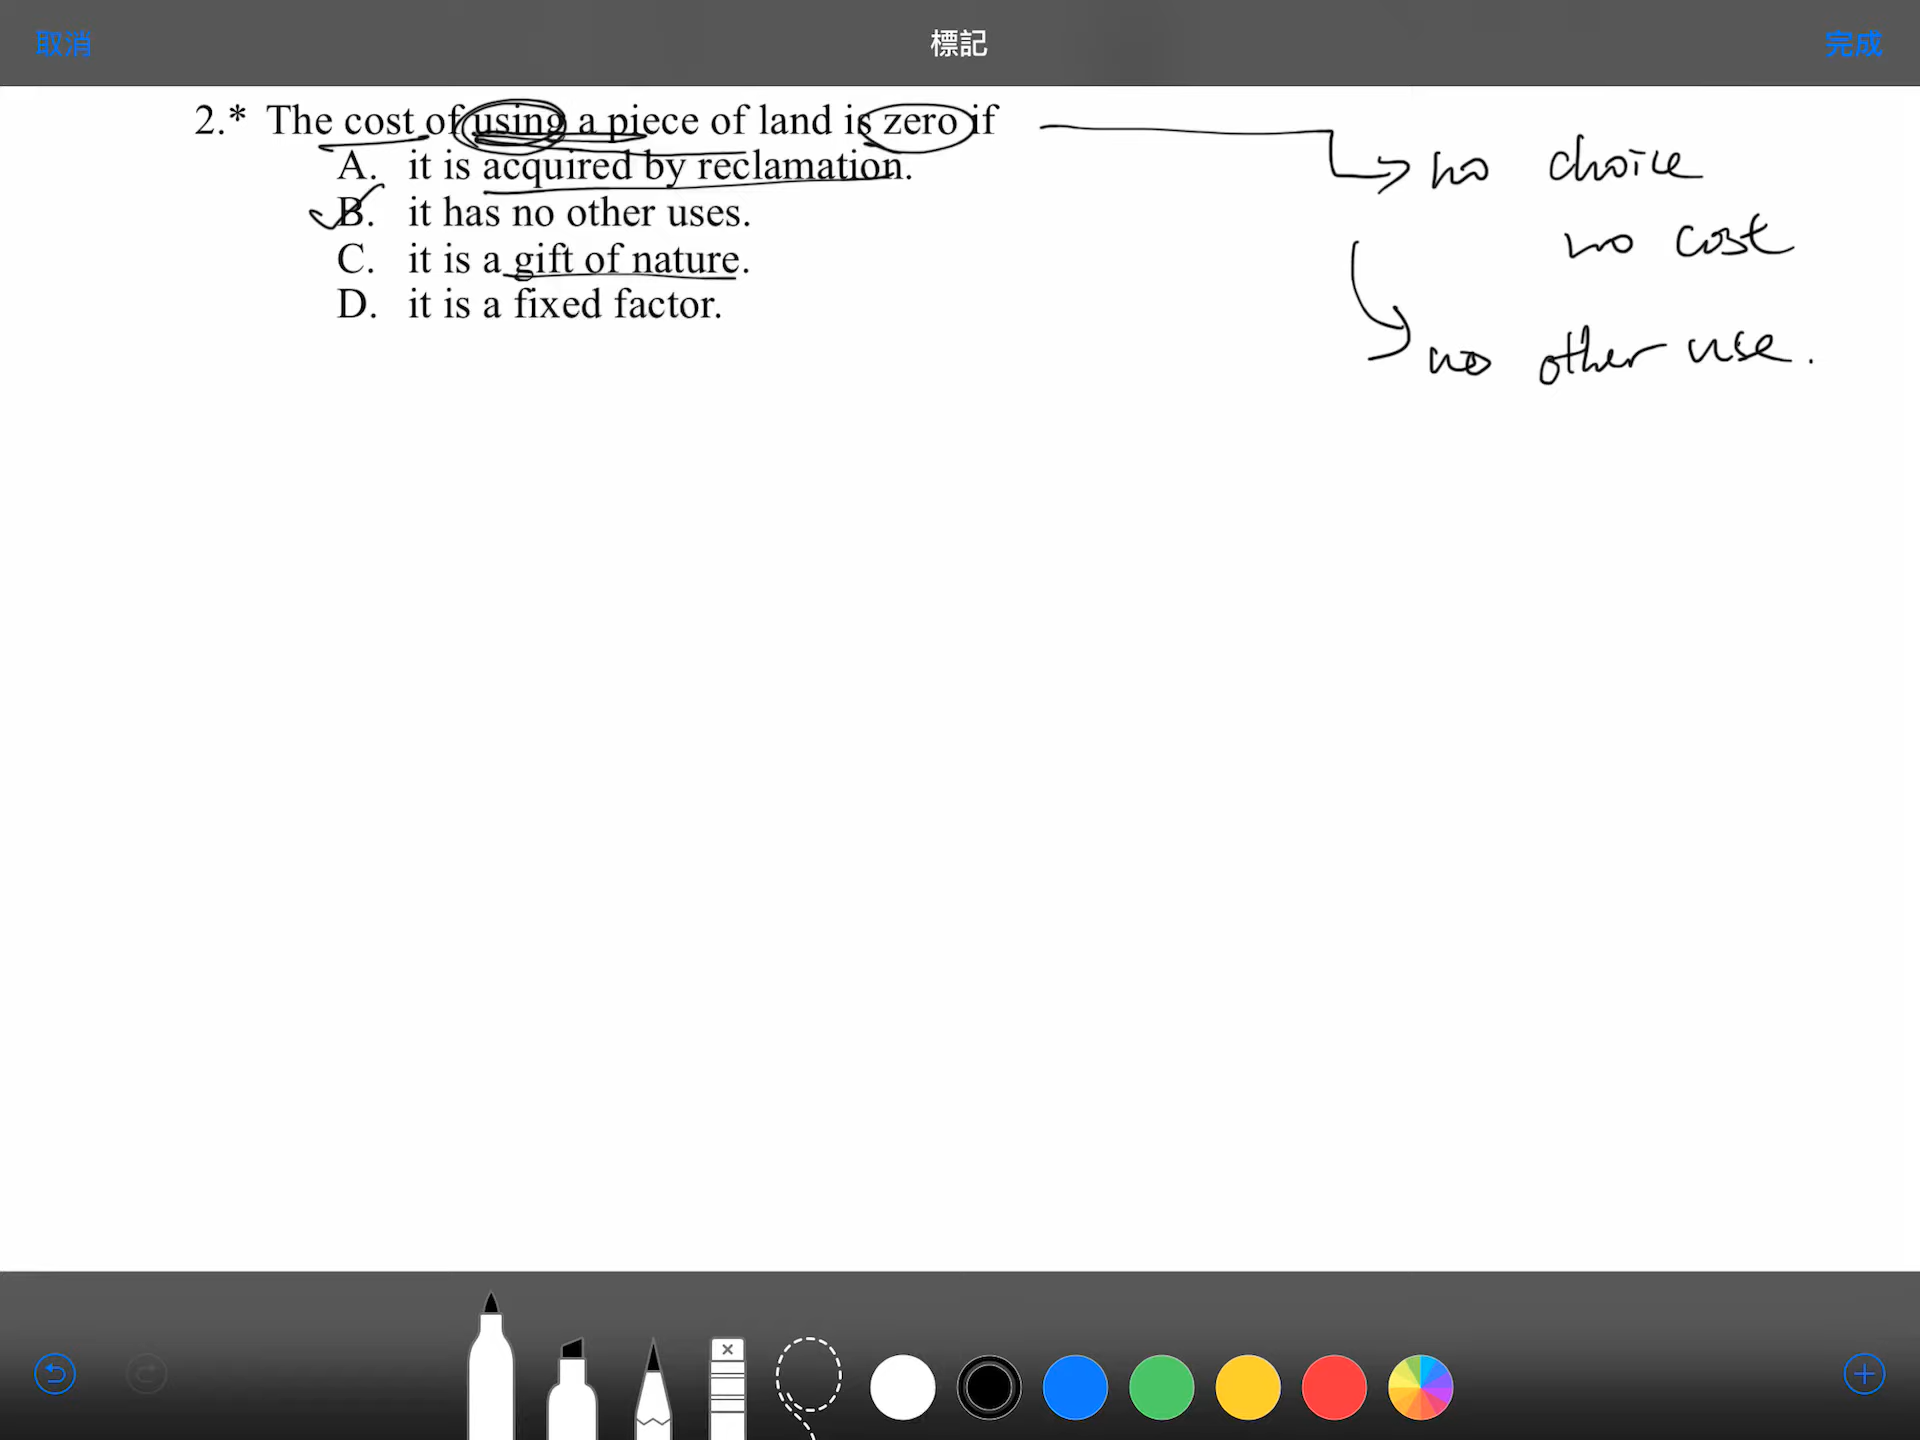 取消
標記
完成
2.* The cost of using a piece of land is zero if
A. it is acquired by reclamation.
B. it has no other uses.
C. it is a gift of nature.
D. it is a fixed factor.
no choice
no cost
no other use.